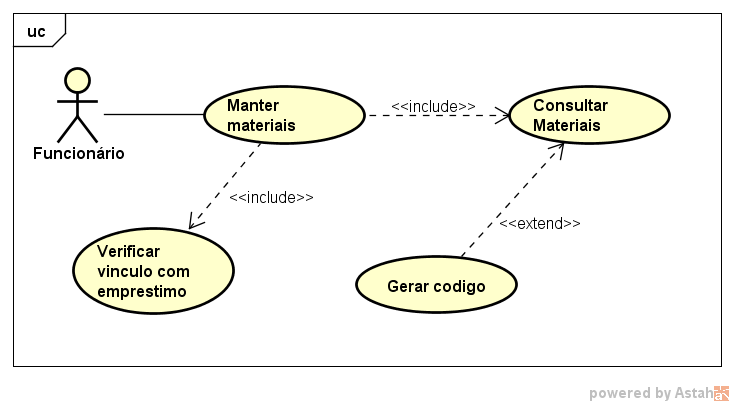 uc
Funcionário
Manter
materiais
<<include>>
Consultar
Materiais
<<include>>
<<extend>>
Verificar
vinculo com
emprestimo
Gerar codigo
powered by Astah